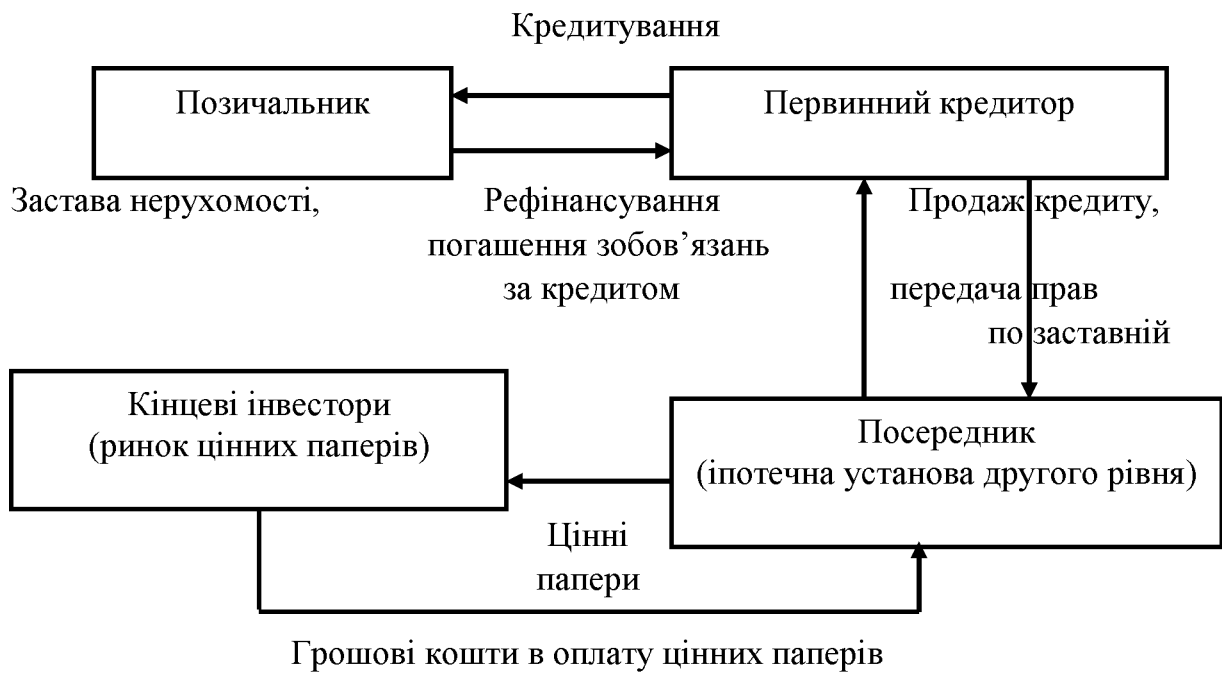 Кредитування
Позичальник
Первинний кредитор
Застава нерухомості,
Рефінансування
погашення зобов’язань
за кредитом
Продаж кредиту,
передача прав
по заставній
Кінцеві інвестори
(ринок цінних паперів)
Посередник
(іпотечна установа другого рівня)
Цінні
папери
Грошові кошти в оплату цінних паперів